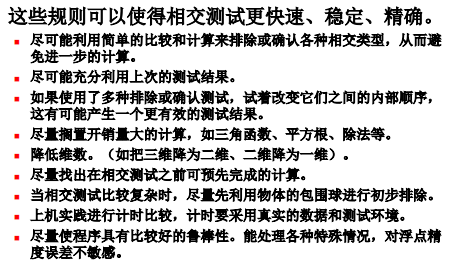 这些规则可以使得相交测试更快速、稳定、精确。
尽可能利用简单的比较和计算来排除或确认各种相交类型，从而避
免进一步的计算。
尽可能充分利用上次的测试结果。
如果使用了多种排除或确认测试，试着改变它们之间的内部顺序，
这有可能产生一个更有效的测试结果。
尽量搁置开销量大的计算，如三角函数、平方根、除法等。
降低维数。（如把三维降为二维、二维降为一维）。
尽量找出在相交测试之前可预先完成的计算。
当相交测试比较复杂时，尽量先利用物体的包围球进行初步排除。
上机实践进行计时比较，计时要采用真实的数据和测试环境。
尽量使程序具有比较好的鲁棒性。能处理各种特殊情况，对浮点精
度误差不敏感。